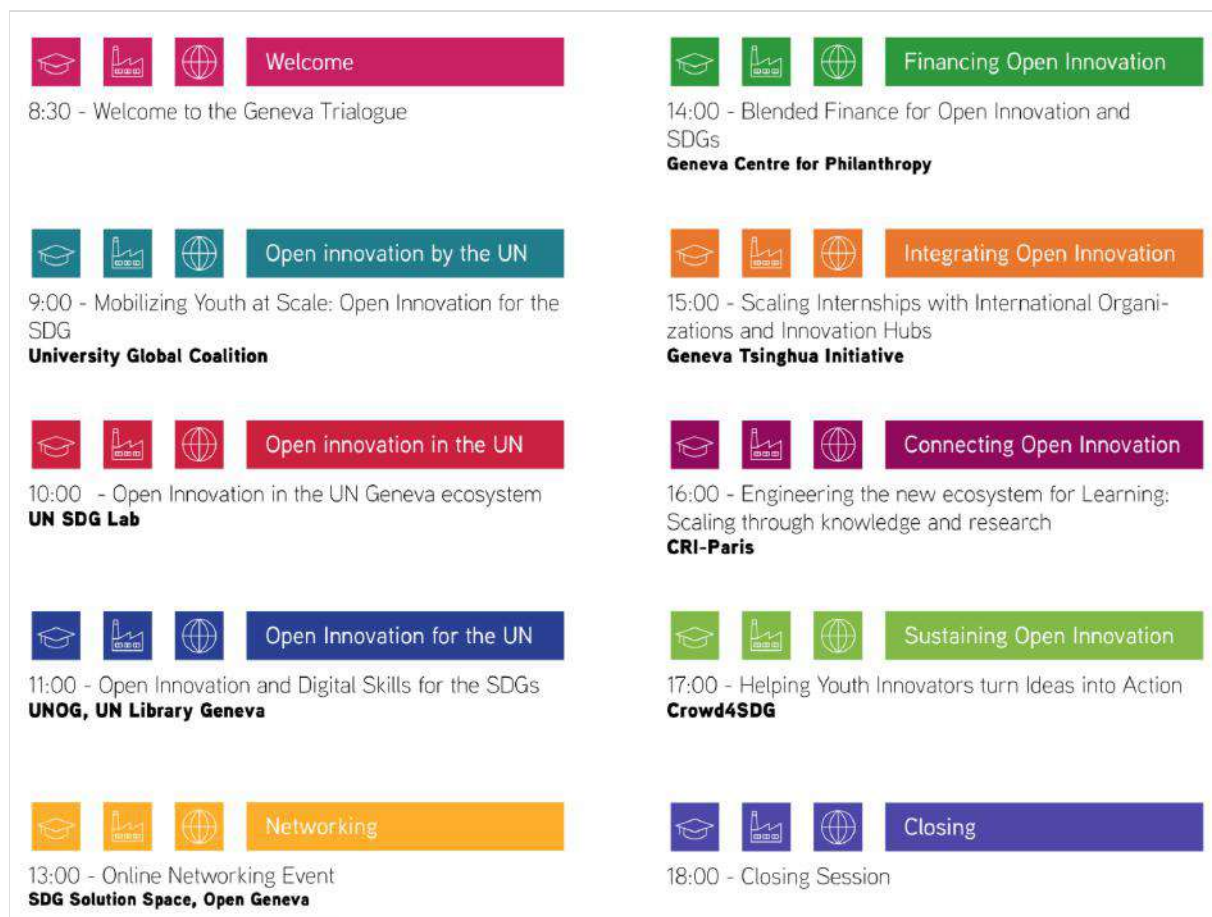 Welcome
8:30 - Welcome to the Geneva Trialogue
Open innovation by the UN
9:00 - Mobilizing Youth at Scale: Open Innovation for the
SDG
University Global Coalition
Open innovation in the UN
10:00 - Open Innovation in the UN Geneva ecosystem
UN SDG Lab
Open Innovation for the UN
11:00 - Open Innovation and Digital Skills for the SDGs
UNOG, UN Library Geneva
Networking
13:00 - Online Networking Event
SDG Solution Space, Open Geneva
Financing Open Innovation
14:00 - Blended Finance for Open Innovation and
SDGs
Geneva Centre for Philanthropy
Integrating Open Innovation
15:00 - Scaling Internships with International Organi-
zations and Innovation Hubs
Geneva Tsinghua Initiative
Connecting Open Innovation
16:00 - Engineering the new ecosystem for Learning:
Scaling through knowledge and research
CRI-Paris
Sustaining Open Innovation
17:00 - Helping Youth Innovators turn Ideas into Action
Crowd4SDG
Closing
18:00 - Closing Session